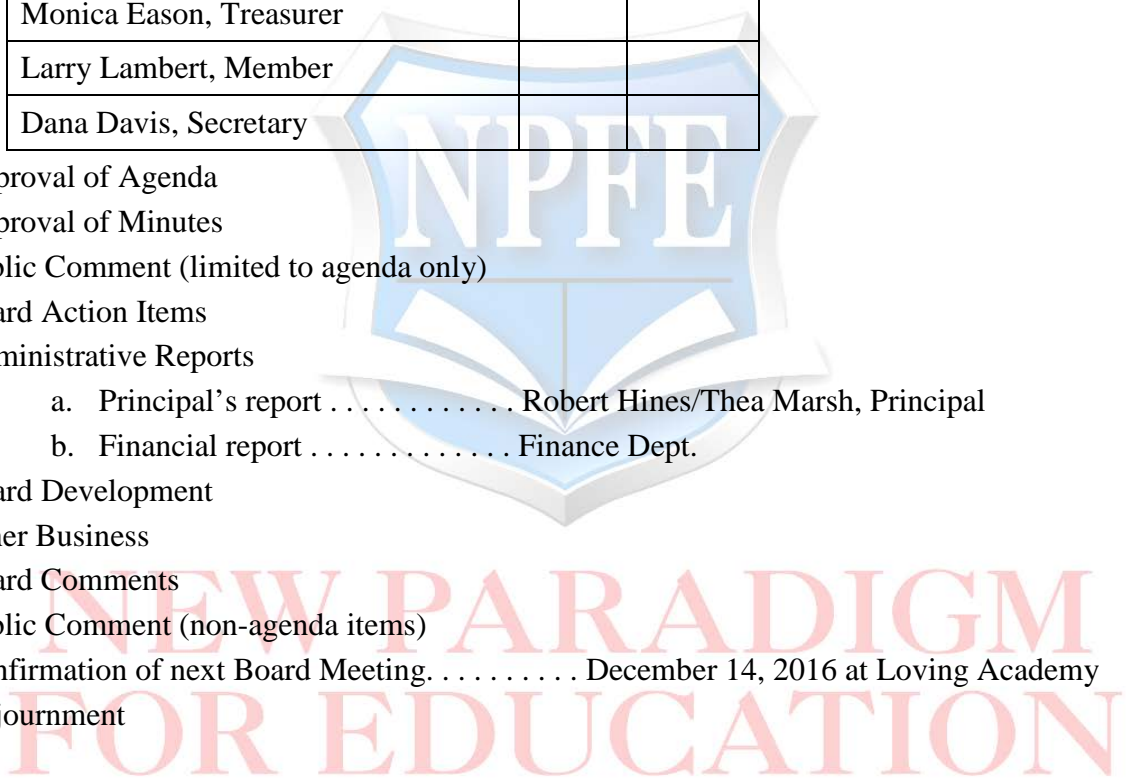 Monica Eason, Treasurer
Larry Lambert, Member
Dana Davis, Secretary
proval of Agenda
proval of Minutes
blic Comment (limited to agenda only)
ard Action Items
ministrative Reports
a. Principal’s report . . . . . . . . . . . . Robert Hines/Thea Marsh, Principal
b. Financial report . . . . . . . . . . . . . Finance Dept.
ard Development
her Business
ard Comments
blic Comment (non-agenda items)
nfirmation of next Board Meeting. . . . . . . . . . December 14, 2016 at Loving Academy
journment
NPFE
NEW PARADIGM
FOR EDUCATION